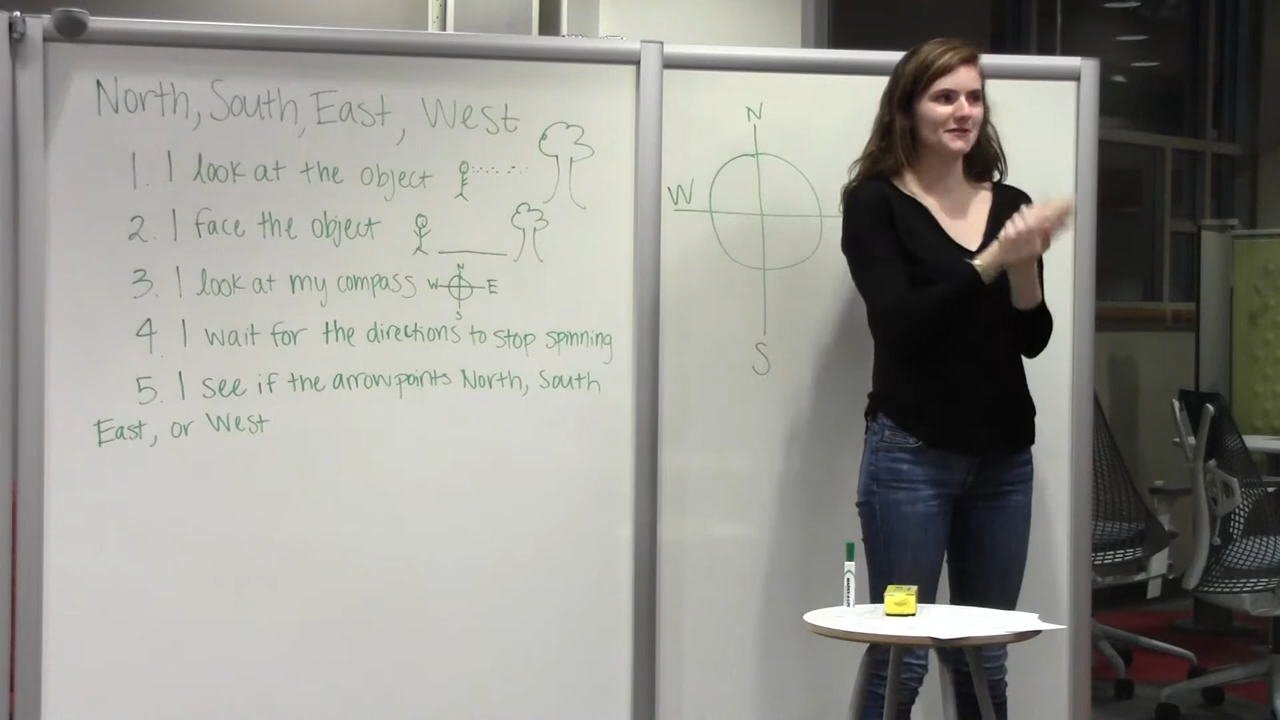 North, South, East, West
1. I look at the object
2. I face the object
3. I look at my compass
N
W E
S
4. I wait for the directions to stop spinning
5. I see if the arrow points North, South
East, or West
N
W
S